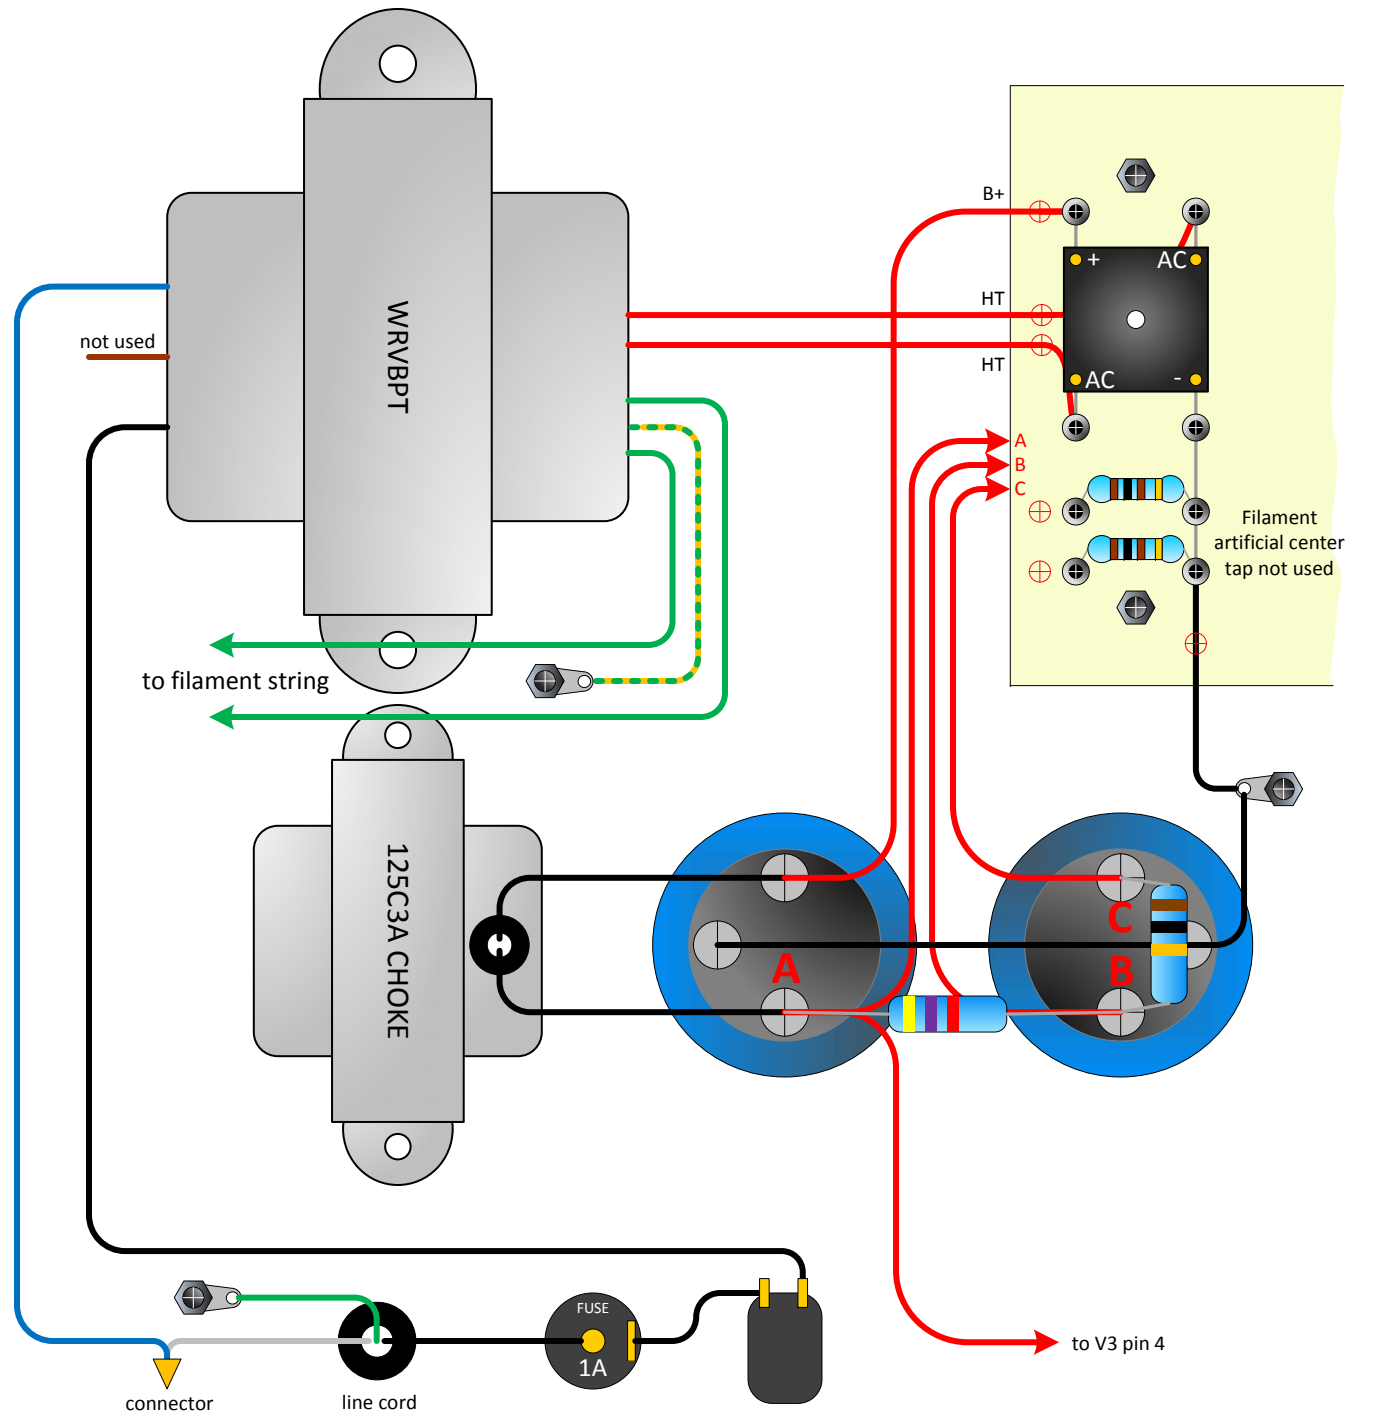 B+
+
AC
HT
not used
WRVBPT
HT
AC
-
A
B
C
Filament
artificial center
tap not used
to filament string
125C3A CHOKE
C
A
B
FUSE
1A
to V3 pin 4
connector
line cord